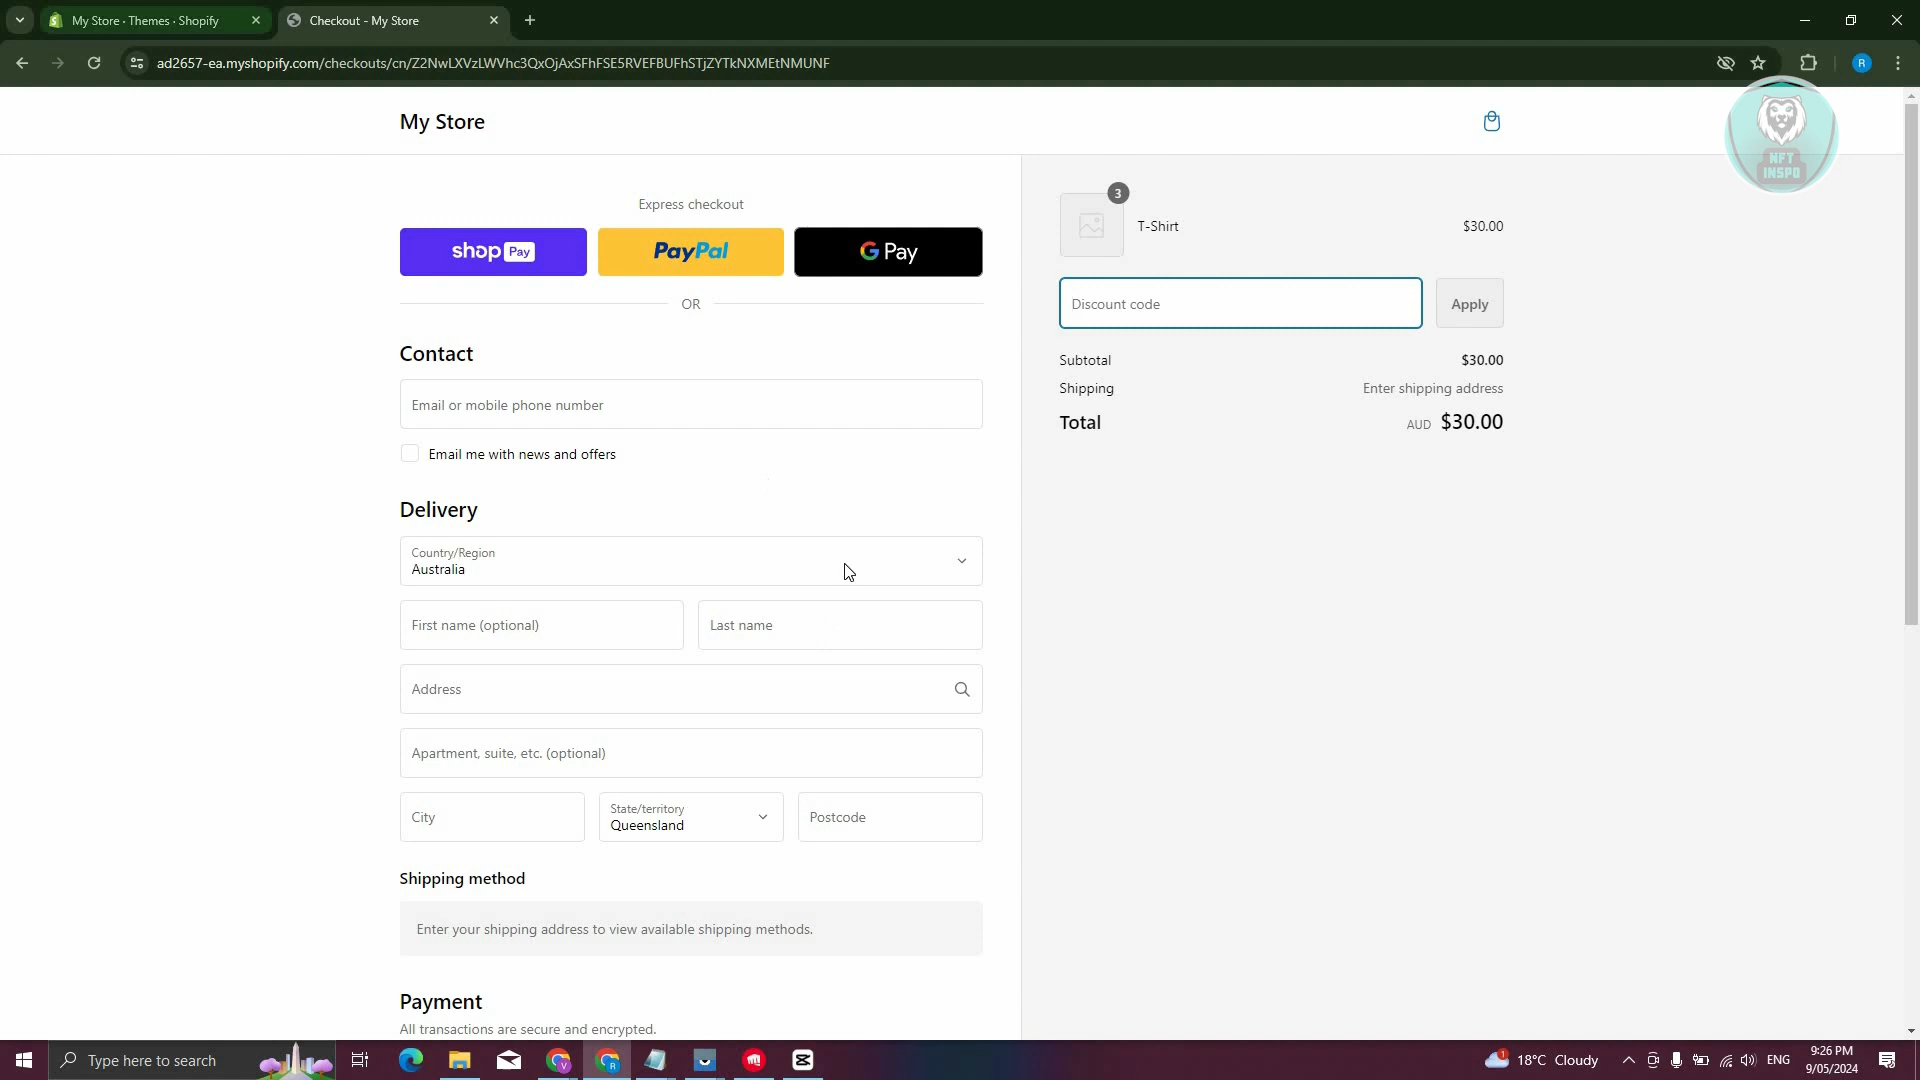 My Store · Themes · Shopify
Checkout - My Store
ad2657-ea.myshopify.com/checkouts/cn/Z2NwLXVzLWVhc3QxOjAxSFhFSE5RVEFBUFhSTjZYTkNXMEtNMUNF
R
My Store
NFT
INSPO
Express checkout
shop Pay
PayPal
G Pay
OR
Contact
Email or mobile phone number
Email me with news and offers
Delivery
Country/Region
Australia
First name (optional)
Last name
Address
Apartment, suite, etc. (optional)
City
State/territory
Queensland
Postcode
Shipping method
Enter your shipping address to view available shipping methods.
Payment
All transactions are secure and encrypted.
3
T-Shirt $30.00
Discount code
Apply
Subtotal $30.00
Shipping Enter shipping address
Total AUD $30.00
Type here to search
V
R
1
18°C Cloudy
ENG
9:26 PM
9/05/2024